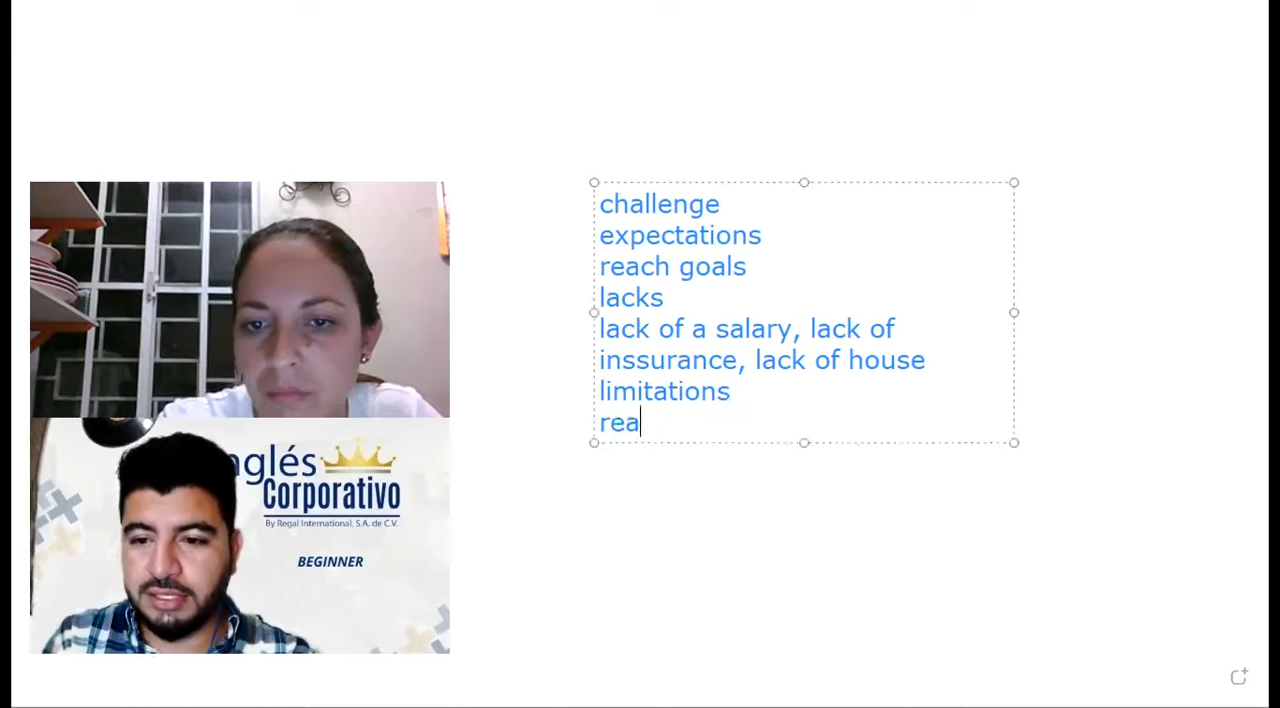 challenge
expectations
reach goals
lacks
lack of a salary, lack of
inssurance, lack of house
limitations
rea
nglés
Corporativo
By Regal International, S.A. de C.V.
BEGINNER